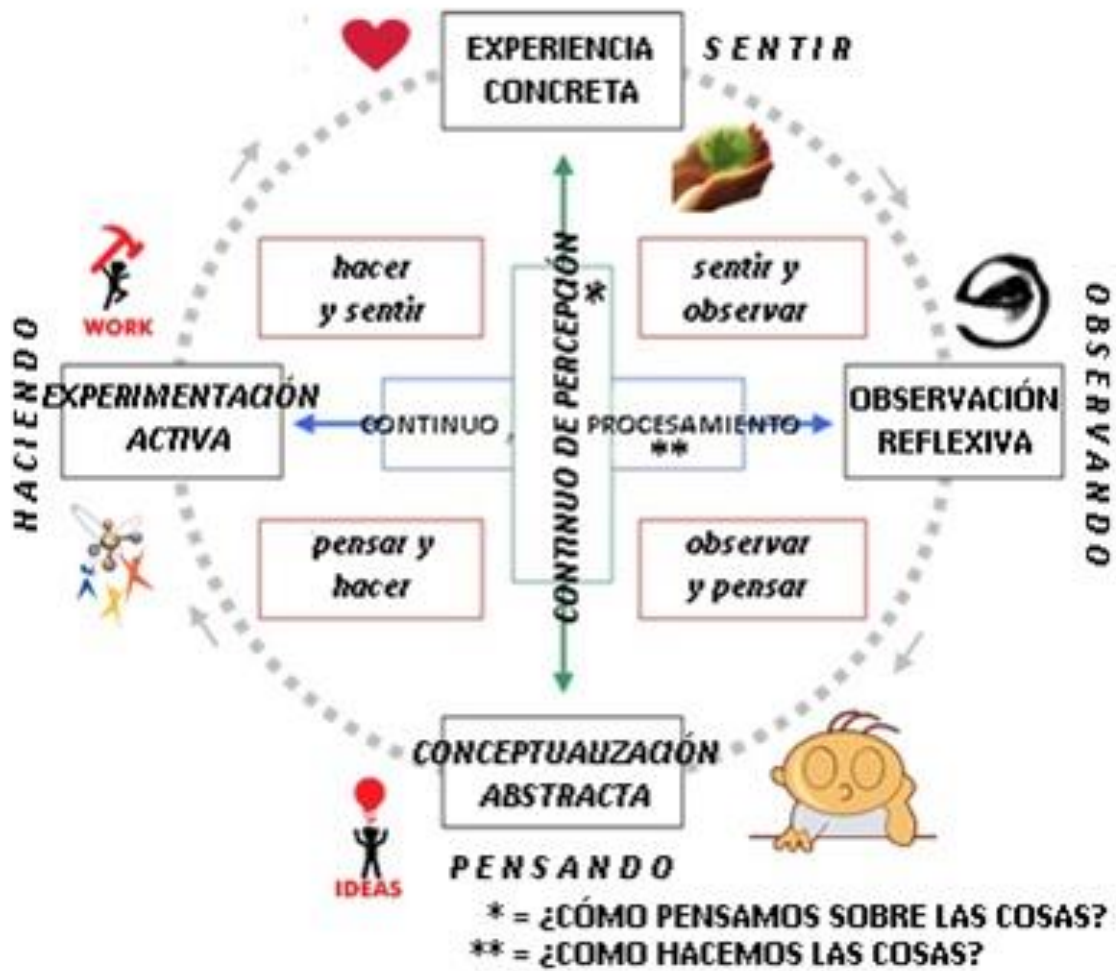 EXPERIENCIA
CONCRETA
SENTIR
hacer
y sentir
sentir y
observar
WORK
HACIENDO
EXPERIMENTACIÓN
ACTIVA
CONTINUO
CONTINUO DE PERCEPCIÓN
*
PROCESAMIENTO
**
OBSERVACIÓN
REFLEXIVA
OBSERVANDO
pensar y
hacer
observar
y pensar
CONCEPTUALIZACIÓN
ABSTRACTA
IDEAS
PENSANDO
* = ¿CÓMO PENSAMOS SOBRE LAS COSAS?
** = ¿COMO HACEMOS LAS COSAS?